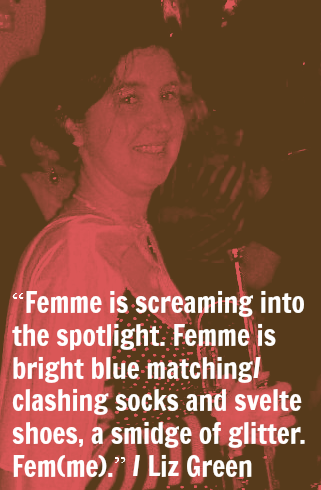 “Femme is screaming into
the spotlight. Femme is
bright blue matching/
clashing socks and svelte
shoes, a smidge of glitter.
Fem(me).” / Liz Green